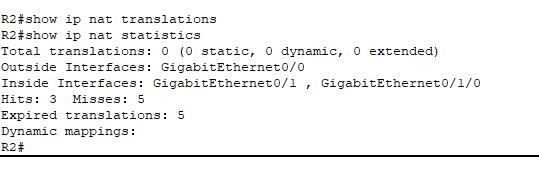 R2#show ip nat translations
R2#show ip nat statistics
Total translations: 0 (0 static, 0 dynamic, 0 extended)
Outside Interfaces: GigabitEthernet0/0
Inside Interfaces: GigabitEthernet0/1 , GigabitEthernet0/1/0
Hits: 3  Misses: 5
Expired translations: 5
Dynamic mappings:
R2#